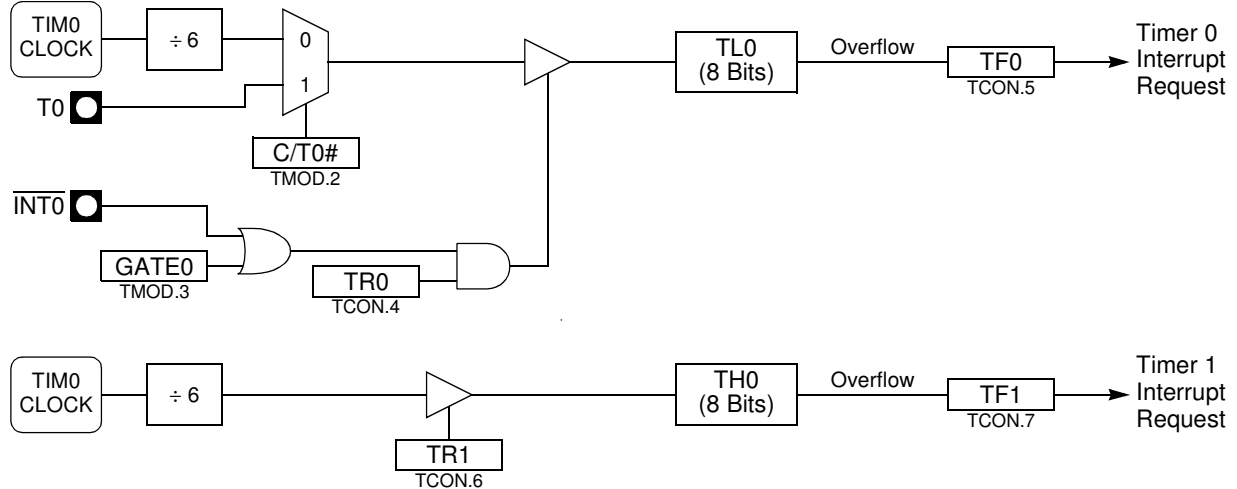 TIM0
CLOCK
÷ 6
0
1
T0
C/T0#
TMOD.2
TL0
(8 Bits)
Overflow
TF0
TCON.5
Timer 0
Interrupt
Request
INT0
GATE0
TMOD.3
TR0
TCON.4
TIM0
CLOCK
÷ 6
TR1
TCON.6
TH0
(8 Bits)
Overflow
TF1
TCON.7
Timer 1
Interrupt
Request